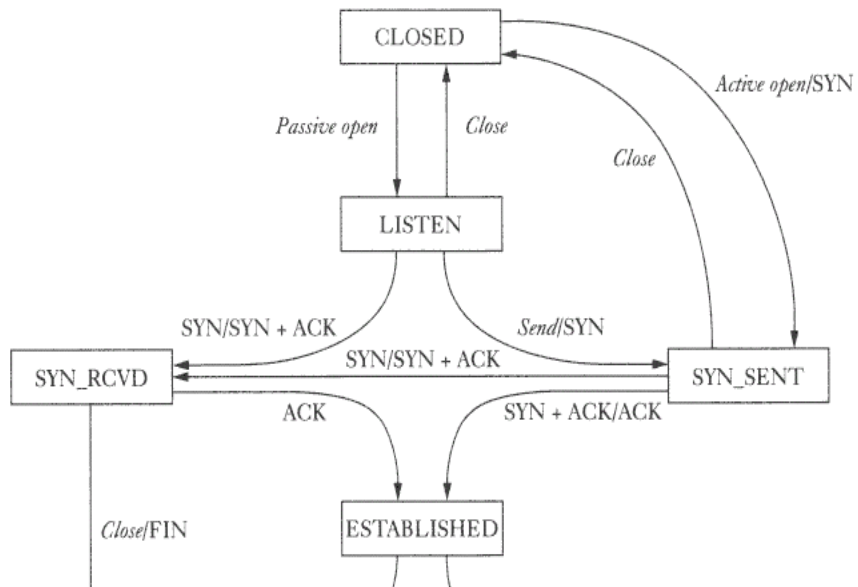 CLOSED
Active open/SYN
Passive open
Close
Close
LISTEN
SYN/SYN + ACK
Send/SYN
SYN/SYN + ACK
SYN_RCVD
SYN_SENT
ACK
SYN + ACK/ACK
Close/FIN
ESTABLISHED